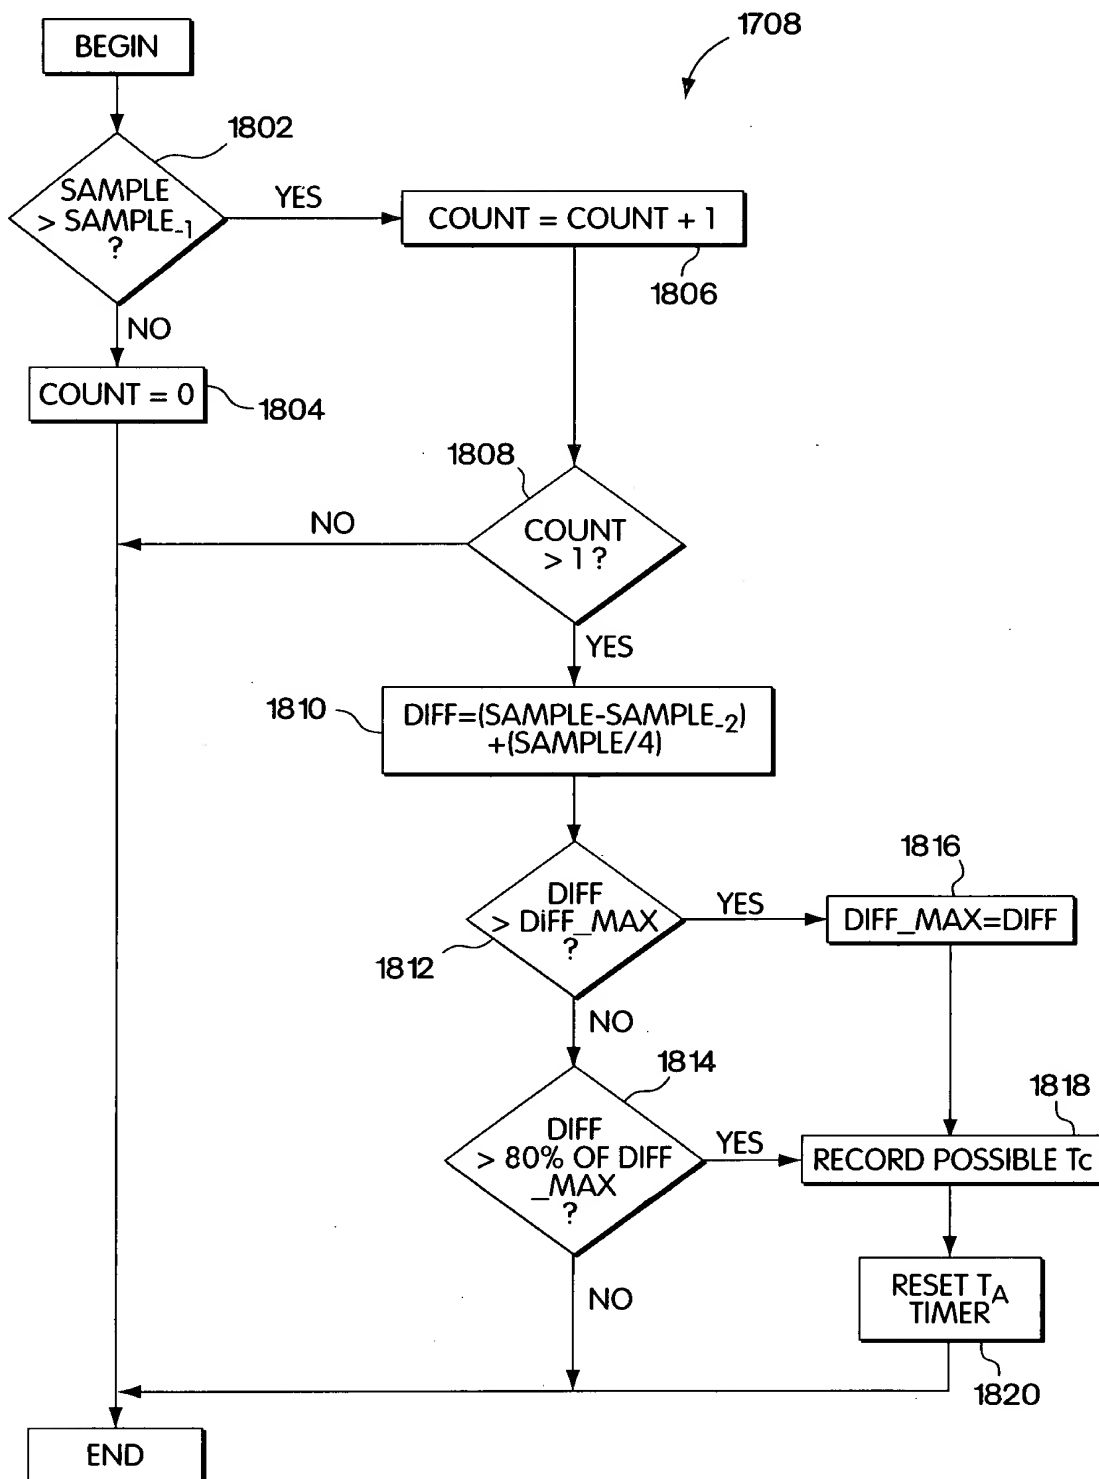 BEGIN
1708
1802
SAMPLE
> SAMPLE-1
?
YES
COUNT = COUNT + 1
1806
NO
COUNT = 0
1804
1808
COUNT
> 1 ?
NO
YES
1810
DIFF=(SAMPLE-SAMPLE-2)
+(SAMPLE/4)
DIFF
> DIFF_MAX
?
1812
YES
1816
DIFF_MAX=DIFF
NO
1814
DIFF
> 80% OF DIFF
_MAX
?
YES
1818
RECORD POSSIBLE Tc
NO
RESET TA
TIMER
1820
END